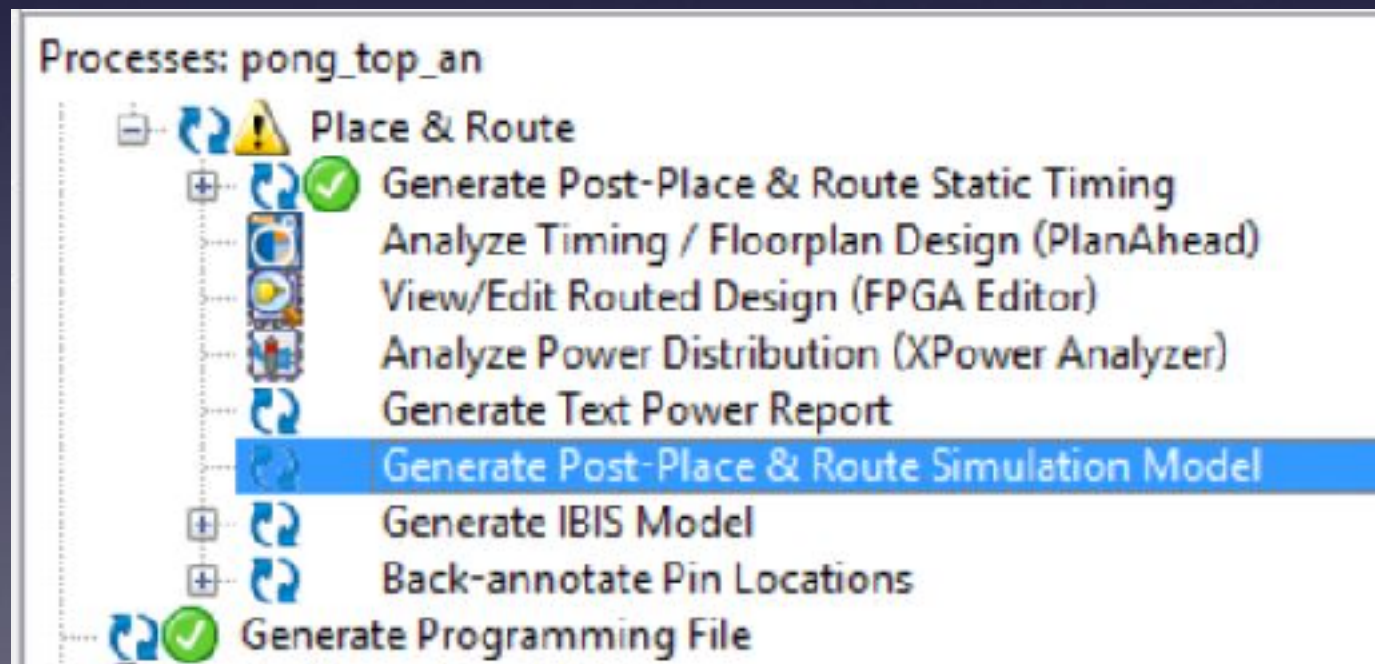 Processes: pong_top_an
Place & Route
Generate Post-Place & Route Static Timing
Analyze Timing / Floorplan Design (PlanAhead)
View/Edit Routed Design (FPGA Editor)
Analyze Power Distribution (XPower Analyzer)
Generate Text Power Report
Generate Post-Place & Route Simulation Model
Generate IBIS Model
Back-annotate Pin Locations
Generate Programming File